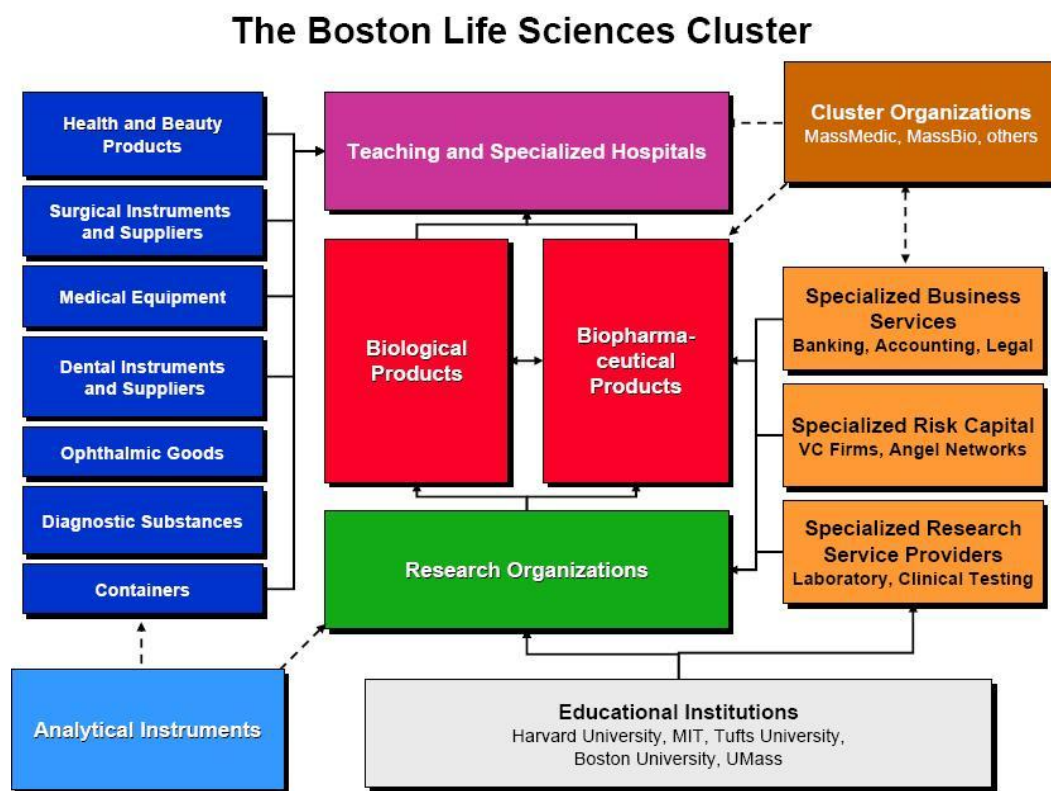 The Boston Life Sciences Cluster
Health and Beauty
Products
Surgical Instruments
and Suppliers
Medical Equipment
Dental Instruments
and Suppliers
Ophthalmic Goods
Diagnostic Substances
Containers
Analytical Instruments
Teaching and Specialized Hospitals
Biological
Products
Biopharma-
ceutical
Products
Research Organizations
Cluster Organizations
MassMedic, MassBio, others
Specialized Business
Services
Banking, Accounting, Legal
Specialized Risk Capital
VC Firms, Angel Networks
Specialized Research
Service Providers
Laboratory, Clinical Testing
Educational Institutions
Harvard University, MIT, Tufts University,
Boston University, UMass